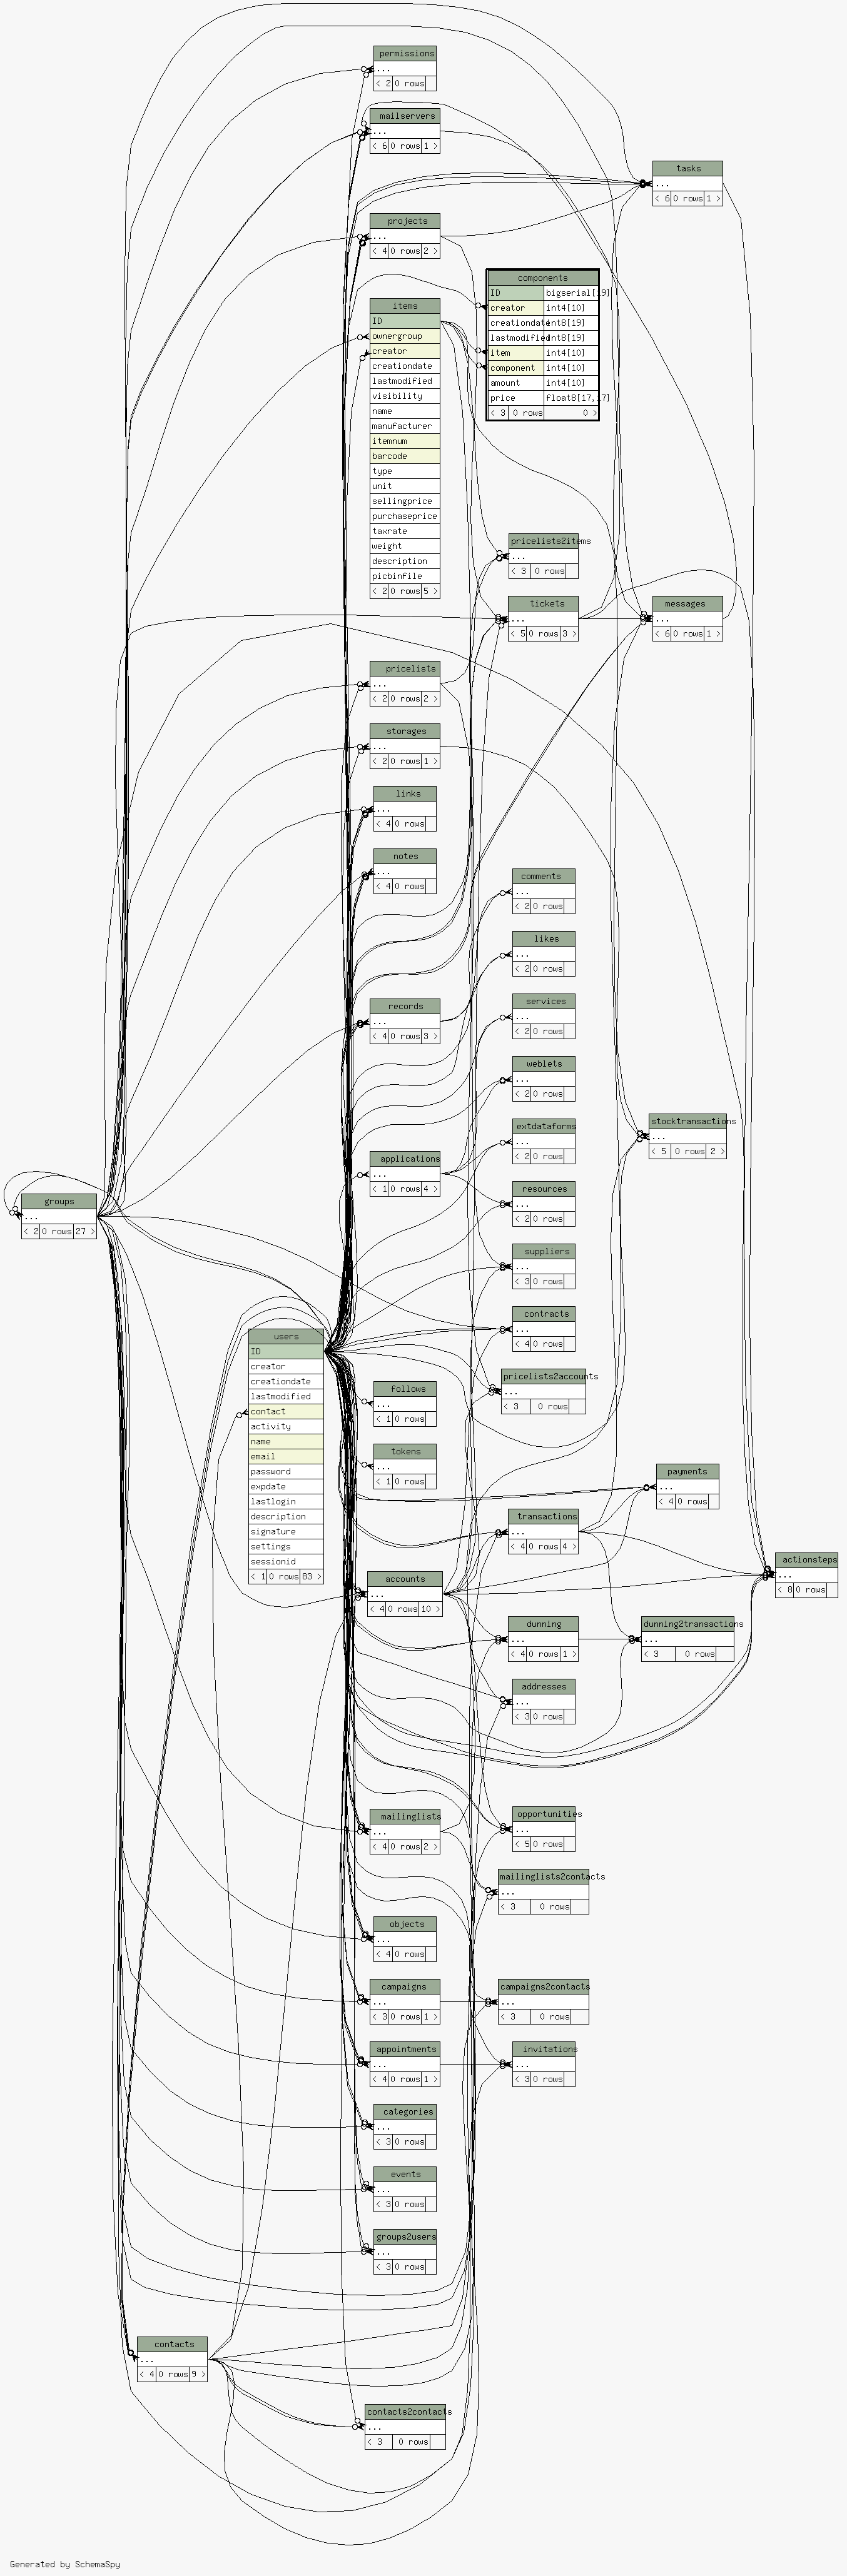 permissions
...
< 2 0 rows
mailservers
...
< 6 0 rows 1 >
tasks
...
< 6 0 rows 1 >
projects
...
< 4 0 rows 2 >
components
ID bigserial[19]
creator int4[10]
creationdate int8[19]
lastmodified int8[19]
item int4[10]
component int4[10]
amount int4[10]
price float8[17,17]
< 3 0 rows 0 >
items
ID
ownergroup
creator
creationdate
lastmodified
visibility
name
manufacturer
itemnum
barcode
type
unit
sellingprice
purchaseprice
taxrate
weight
description
picbinfile
< 2 0 rows 5 >
pricelists2items
...
< 3 0 rows
tickets
...
< 5 0 rows 3 >
messages
...
< 6 0 rows 1 >
pricelists
...
< 2 0 rows 2 >
storages
...
< 2 0 rows 1 >
links
...
< 4 0 rows
notes
...
< 4 0 rows
comments
...
< 2 0 rows
likes
...
< 2 0 rows
records
...
< 4 0 rows 3 >
services
...
< 2 0 rows
weblets
...
< 2 0 rows
extdataforms
...
< 2 0 rows
stocktransactions
...
< 5 0 rows 2 >
applications
...
< 1 0 rows 4 >
resources
...
< 2 0 rows
groups
...
< 2 0 rows 27 >
suppliers
...
< 3 0 rows
contracts
...
< 4 0 rows
users
ID
creator
creationdate
lastmodified
contact
activity
name
email
password
expdate
lastlogin
description
signature
settings
sessionid
< 1 0 rows 83 >
pricelists2accounts
...
< 3 0 rows
follows
...
< 1 0 rows
tokens
...
< 1 0 rows
payments
...
< 4 0 rows
transactions
...
< 4 0 rows 4 >
actionsteps
...
< 8 0 rows
accounts
...
< 4 0 rows 10 >
dunning
...
< 4 0 rows 1 >
dunning2transactions
...
< 3 0 rows
addresses
...
< 3 0 rows
mailinglists
...
< 4 0 rows 2 >
opportunities
...
< 5 0 rows
mailinglists2contacts
...
< 3 0 rows
objects
...
< 4 0 rows
campaigns
...
< 3 0 rows 1 >
campaigns2contacts
...
< 3 0 rows
appointments
...
< 4 0 rows 1 >
invitations
...
< 3 0 rows
categories
...
< 3 0 rows
events
...
< 3 0 rows
groups2users
...
< 3 0 rows
contacts
...
< 4 0 rows 9 >
contacts2contacts
...
< 3 0 rows
Generated by SchemaSpy